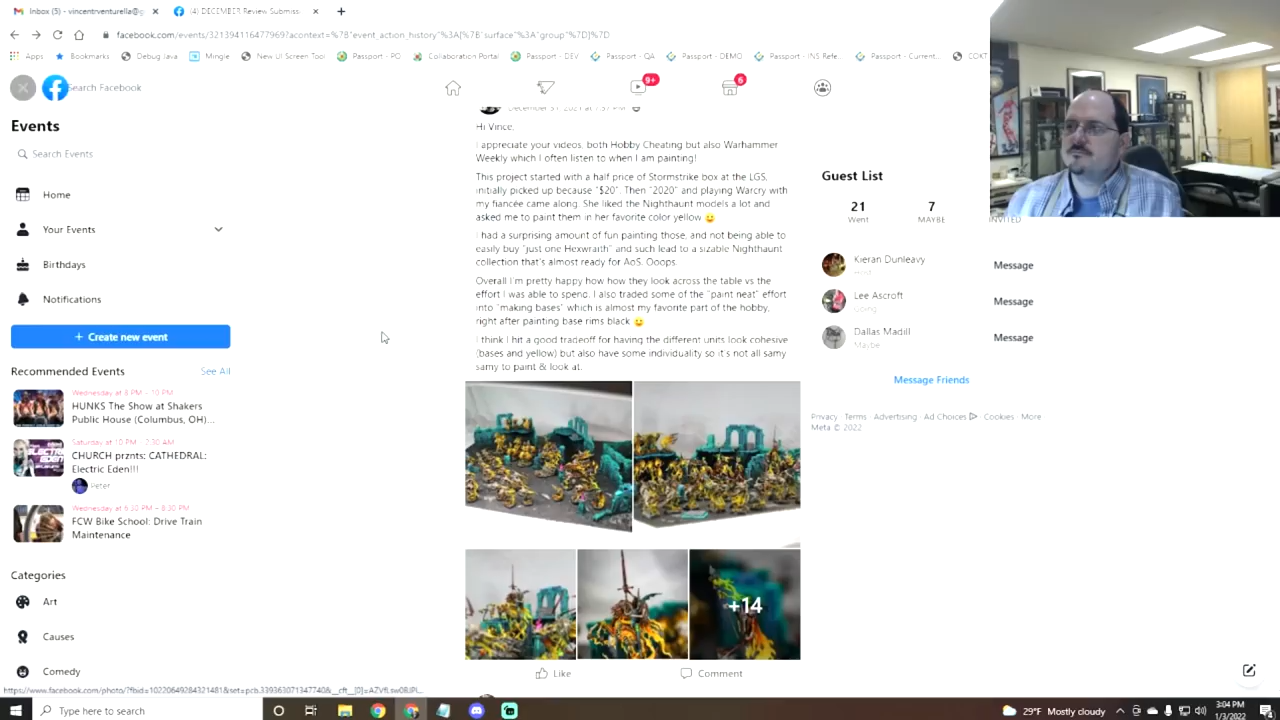 Inbox (5) - vincentrventurella@g
(4) DECEMBER Review Submiss
facebook.com/events/321394116477969?acontext=%7B"event_action_history"%3A[%7B"surface"%3A"group"%7D]%7D
Apps
Bookmarks
Debug Java
Mingle
New UI Screen Tool
Passport - PO
Collaboration Portal
Passport - DEV
Passport - QA
Passport - DEMO
Passport - INS Refe...
Passport - Current...
COKT
Search Facebook
9+
6
Events
Search Events
Home
Your Events
Birthdays
Notifications
+ Create new event
Recommended Events
See All
Wednesday at 8 PM - 10 PM
HUNKS The Show at Shakers
Public House (Columbus, OH)...
Saturday at 10 PM - 2:30 AM
CHURCH prznts: CATHEDRAL:
Electric Eden!!!
Peter
Wednesday at 6:30 PM – 8:30 PM
FCW Bike School: Drive Train
Maintenance
Categories
Art
Causes
Comedy
December 31, 2021 at 7:57 PM
Hi Vince,
I appreciate your videos, both Hobby Cheating but also Warhammer
Weekly which I often listen to when I am painting!
This project started with a half price of Stormstrike box at the LGS,
initially picked up because "$20". Then "2020" and playing Warcry with
my fiancée came along. She liked the Nighthaunt models a lot and
asked me to paint them in her favorite color yellow 🙂
I had a surprising amount of fun painting those, and not being able to
easily buy "just one Hexwraith" and such lead to a sizable Nighthaunt
collection that's almost ready for AoS. Ooops.
Overall I'm pretty happy how how they look across the table vs the
effort I was able to spend. I also traded some of the "paint neat" effort
into "making bases" which is almost my favorite part of the hobby,
right after painting base rims black 🙂
I think I hit a good tradeoff for having the different units look cohesive
(bases and yellow) but also have some individuality so it's not all samy
samy to paint & look at.
+14
Like
Comment
Guest List
21
7
Went
MAYBE
INVITED
Kieran Dunleavy
Message
Lee Ascroft
Going
Message
Dallas Madill
Maybe
Message
Message Friends
Privacy · Terms · Advertising · Ad Choices · Cookies · More
Meta © 2022
Type here to search
29°F Mostly cloudy
3:04 PM
1/3/2022